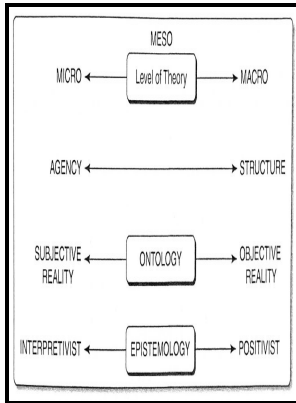 MESO
MICRO Level of Theory MACRO
AGENCY STRUCTURE
SUBJECTIVE REALITY ONTOLOGY OBJECTIVE REALITY
INTERPRETIVIST EPISTEMOLOGY POSITIVIST